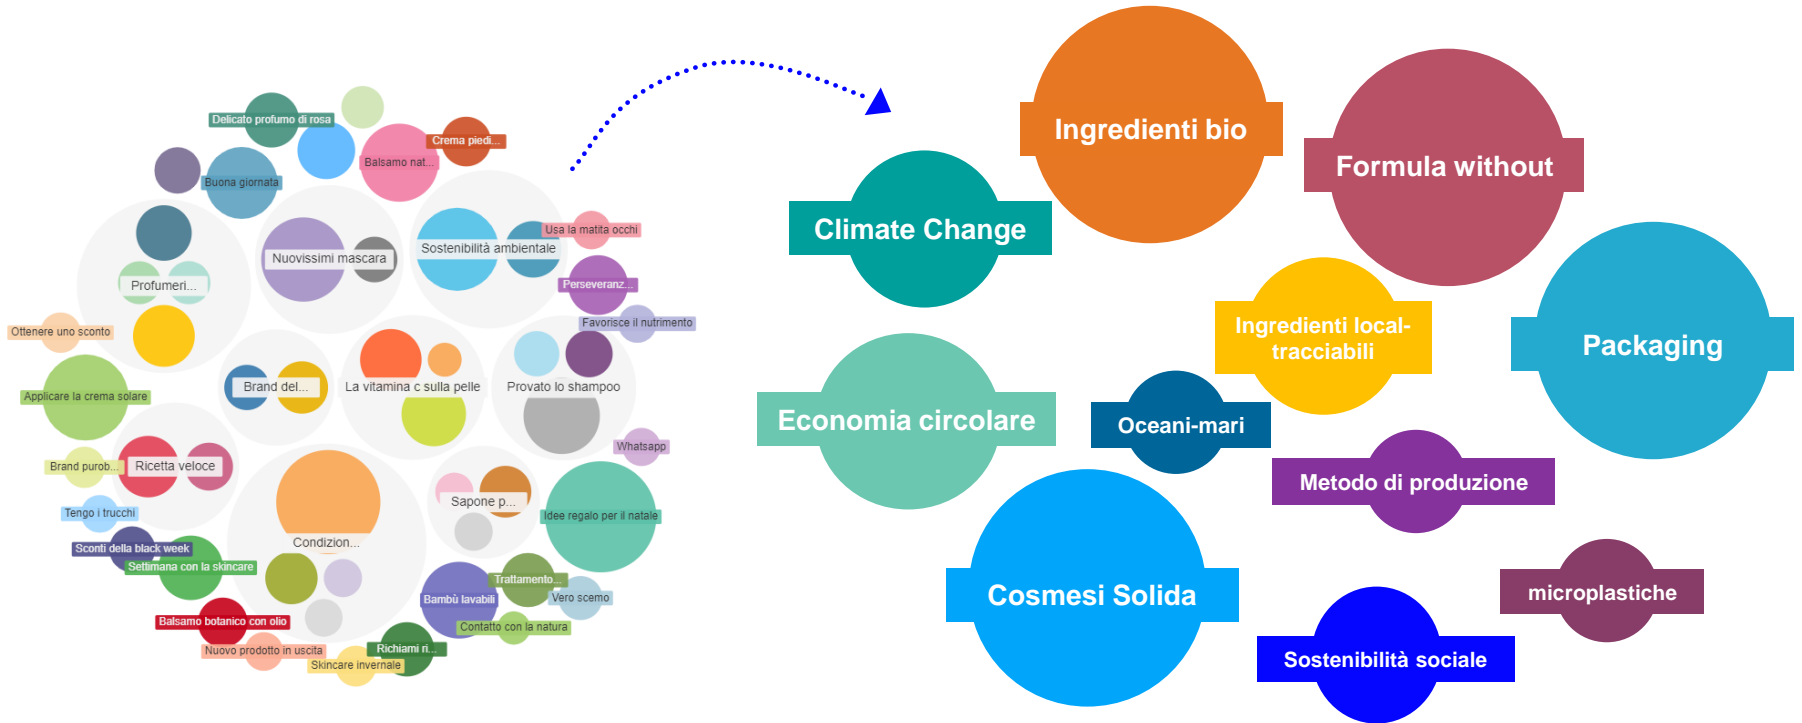 Delicato profumo di rosa
Crema piedi...
Balsamo nat...
Buona giornata
Usa la matita occhi
Sostenibilità ambientale
Nuovissimi mascara
Profumeri...
Perseveranz...
Favorisce il nutrimento
Ottenere uno sconto
Brand del...
La vitamina c sulla pelle
Provato lo shampoo
Applicare la crema solare
Whatsapp
Brand purob...
Ricetta veloce
Sapone p...
Tengo i trucchi
Idee regalo per il natale
Condizion...
Sconti della black week
Settimana con la skincare
Trattamento...
Bambù lavabili
Vero scemo
Balsamo botanico con olio
Contatto con la natura
Nuovo prodotto in uscita
Richiami ri...
Skincare invernale
Ingredienti bio
Formula without
Climate Change
Ingredienti local-
tracciabili
Packaging
Economia circolare
Oceani-mari
Metodo di produzione
Cosmesi Solida
microplastiche
Sostenibilità sociale